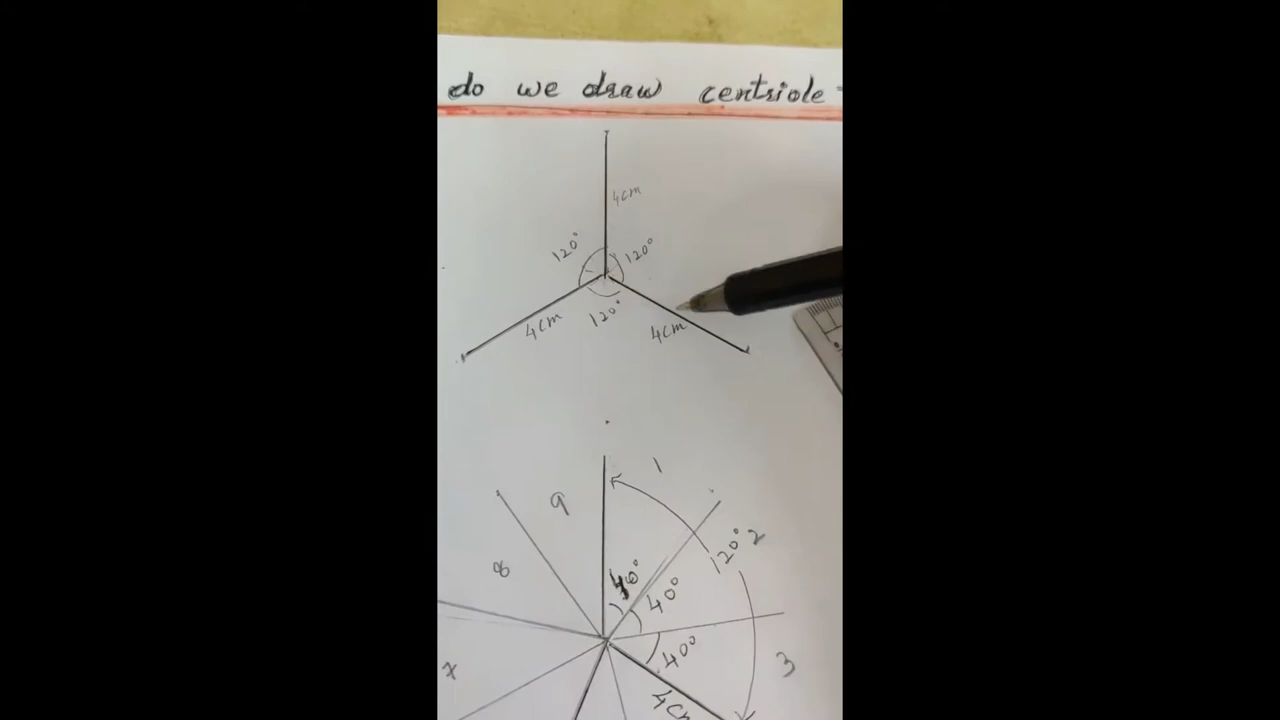 do we draw centriole -
4cm
120° 120°
120°
4cm 4cm
1
9
120° 2
8
40°
40°
40°
3
7
4cm